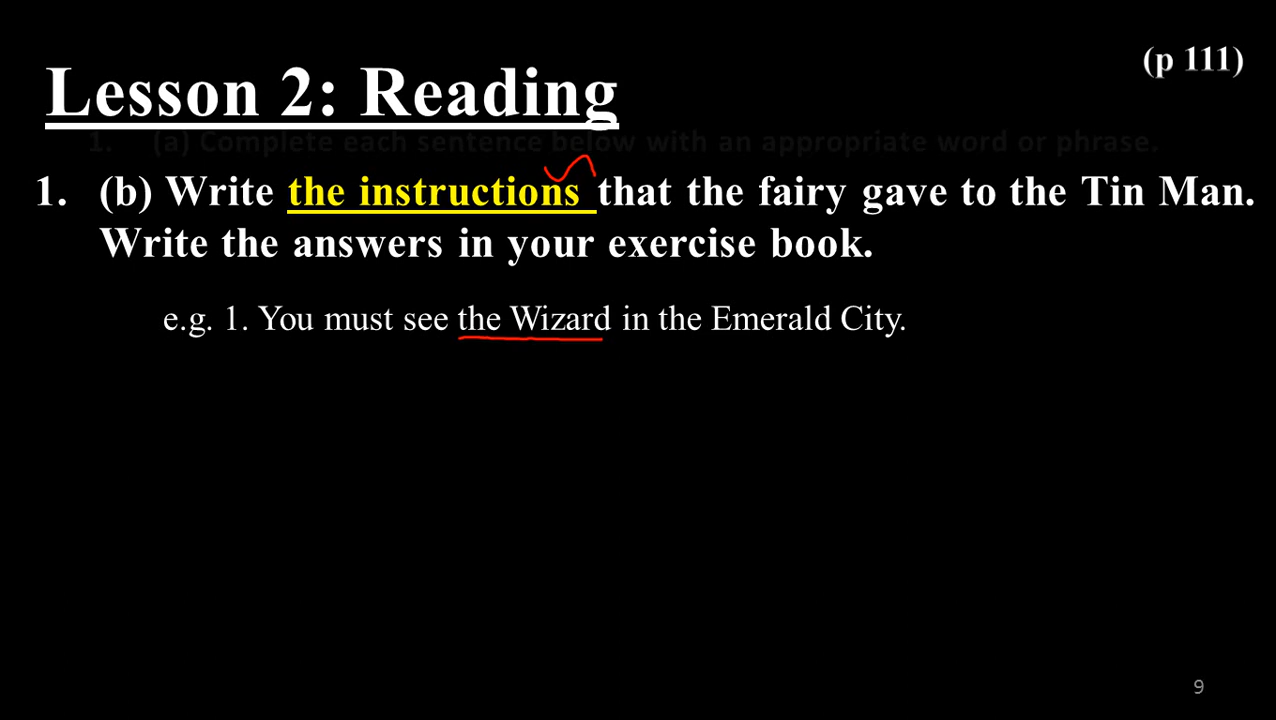 (p 111)
Lesson 2: Reading
1. (a) Complete each sentence below with an appropriate word or phrase.
1. (b) Write the instructions that the fairy gave to the Tin Man.
Write the answers in your exercise book.
e.g. 1. You must see the Wizard in the Emerald City.
9